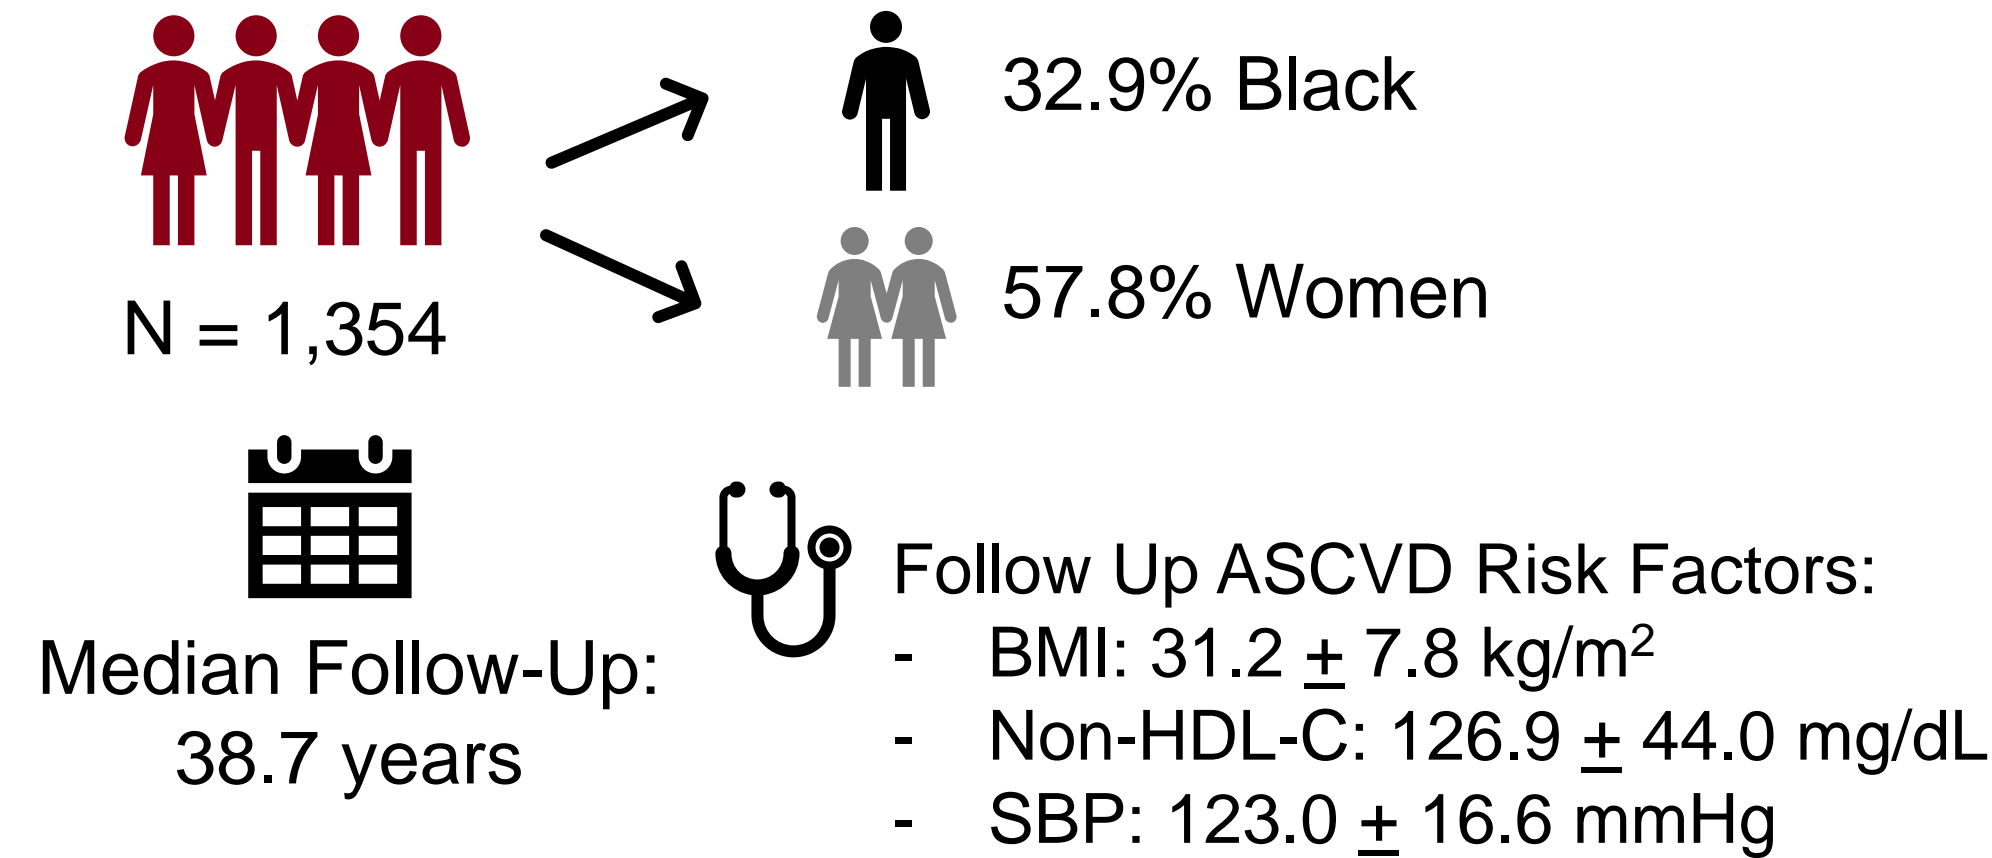 32.9% Black
57.8% Women
N = 1,354
Median Follow-Up:
38.7 years
Follow Up ASCVD Risk Factors:
- BMI: 31.2 ± 7.8 kg/m²
- Non-HDL-C: 126.9 ± 44.0 mg/dL
- SBP: 123.0 ± 16.6 mmHg